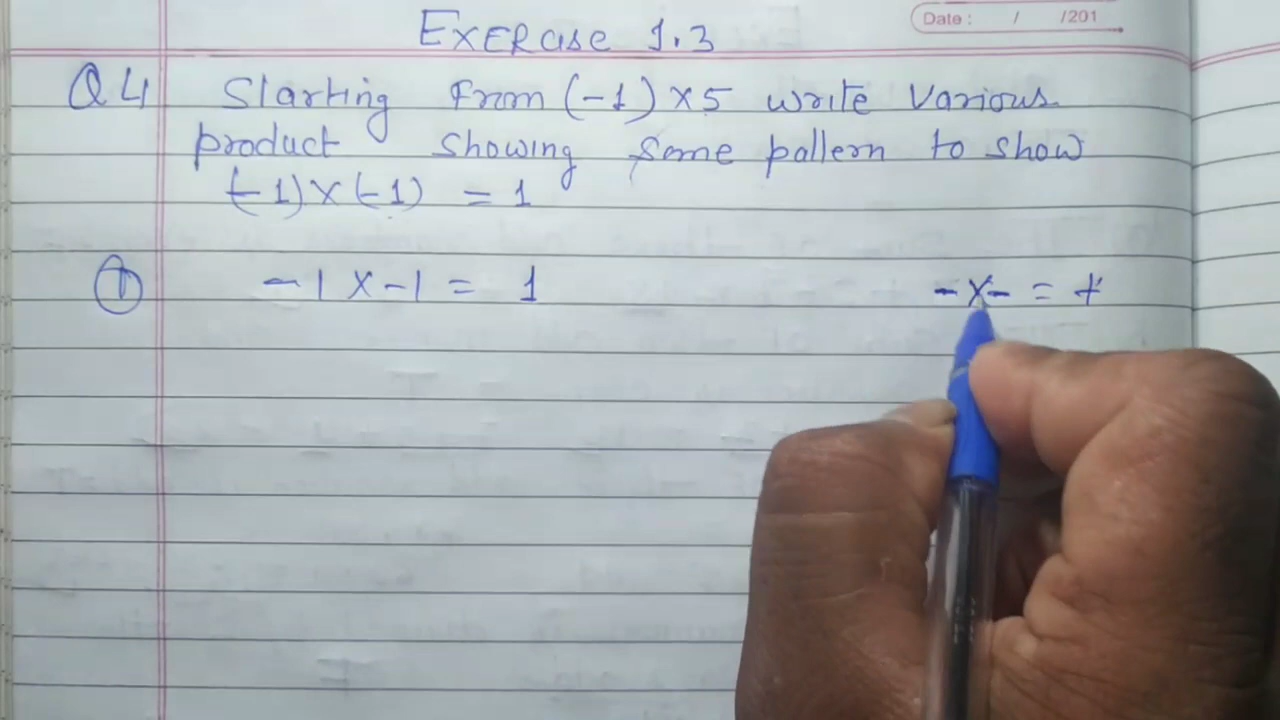 Date : / /201
Exercise 1.3
Q4 Starting From (-1) × 5 write various
product showing some pattern to show
(-1) × (-1) = 1
① -1 × -1 = 1 - × - = +